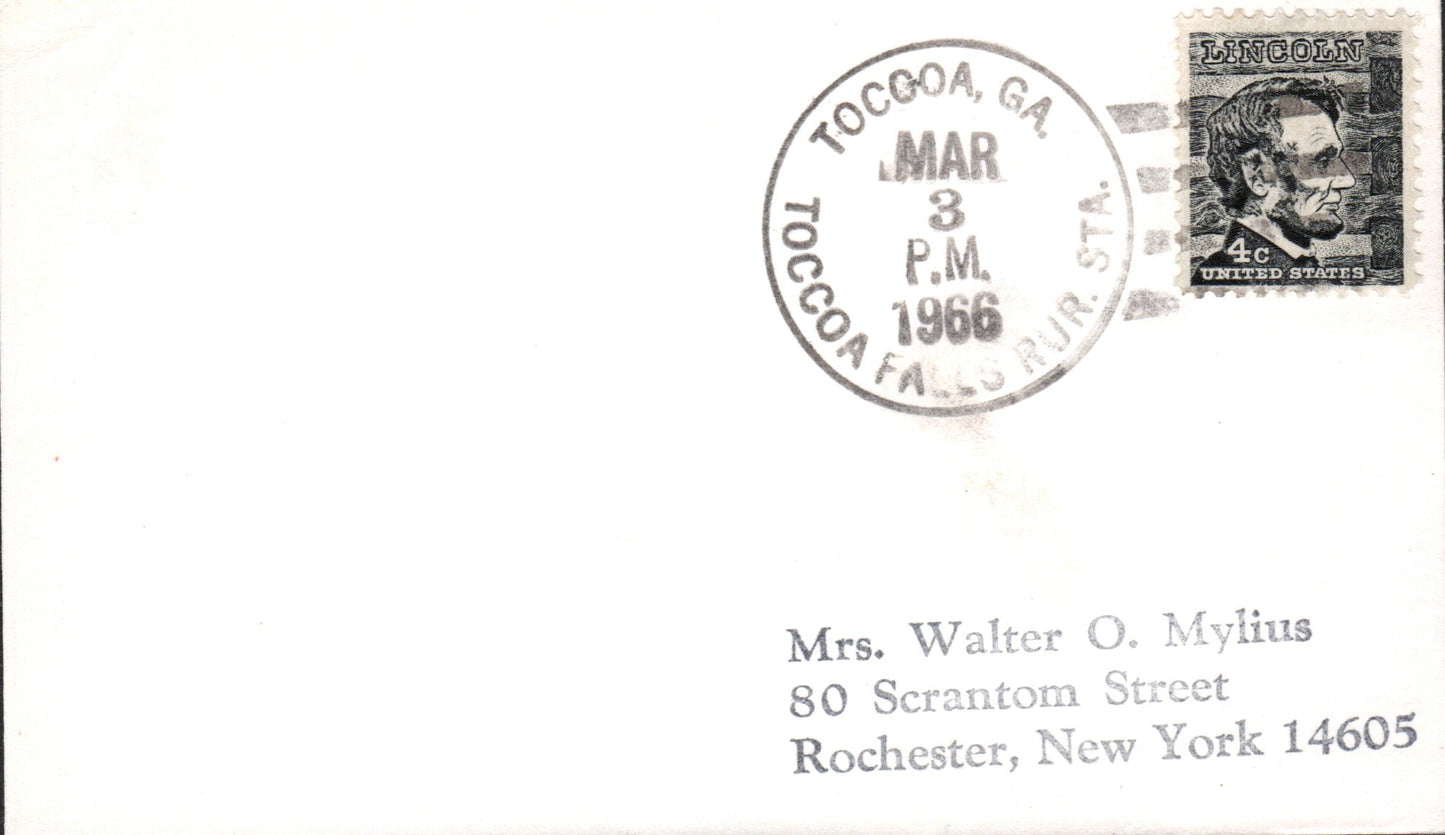 TOCCOA, GA.
MAR
3
P.M.
1966
TOCCOA FALLS RUR. STA.
LINCOLN
4c
UNITED STATES
Mrs. Walter O. Mylius
80 Scrantom Street
Rochester, New York 14605